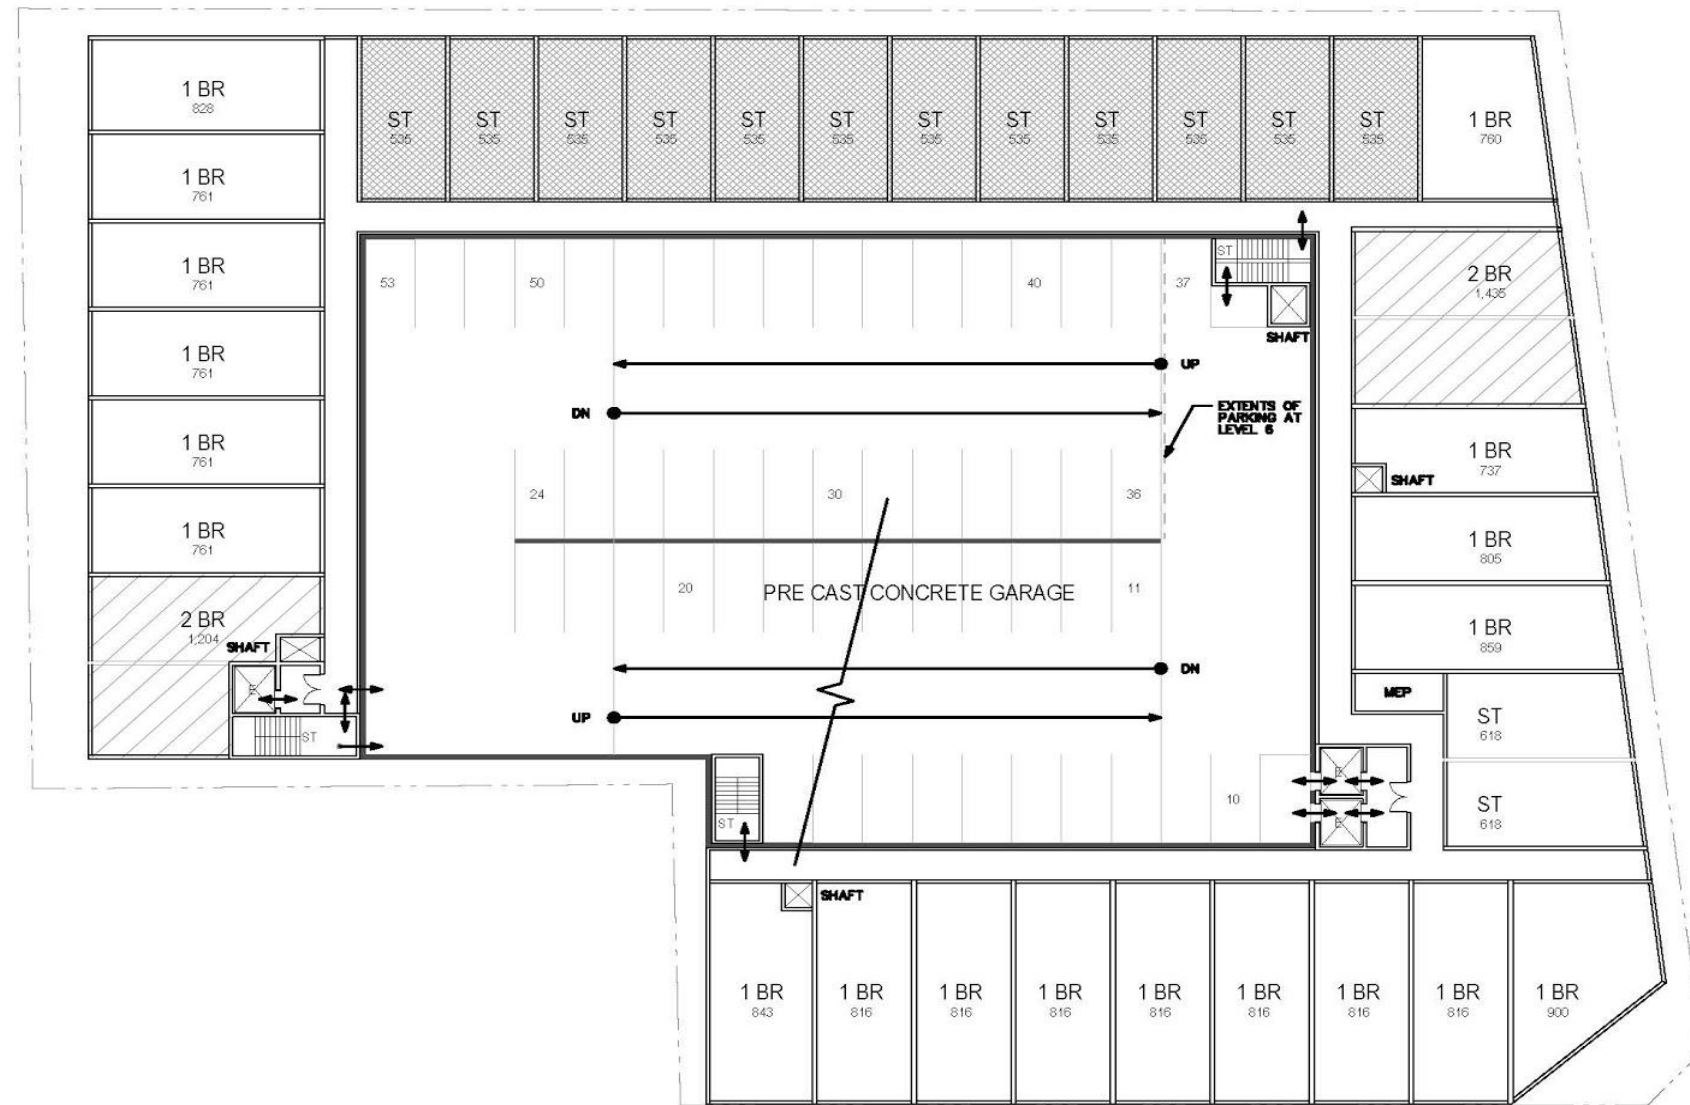 1 BR
828
ST
535
ST
535
ST
535
ST
535
ST
535
ST
535
ST
535
ST
535
ST
535
ST
535
ST
535
ST
535
1 BR
760
1 BR
761
1 BR
761
1 BR
761
1 BR
761
1 BR
761
2 BR
1,204
SHAFT
E
ST
53
50
40
37
ST
SHAFT
UP
DN
EXTENTS OF
PARKING AT
LEVEL 6
24
30
36
20
PRE CAST CONCRETE GARAGE
11
DN
UP
10
ST
2 BR
1,435
1 BR
737
SHAFT
1 BR
805
1 BR
859
MEP
ST
618
ST
618
E
E
SHAFT
1 BR
843
1 BR
816
1 BR
816
1 BR
816
1 BR
816
1 BR
816
1 BR
816
1 BR
816
1 BR
900